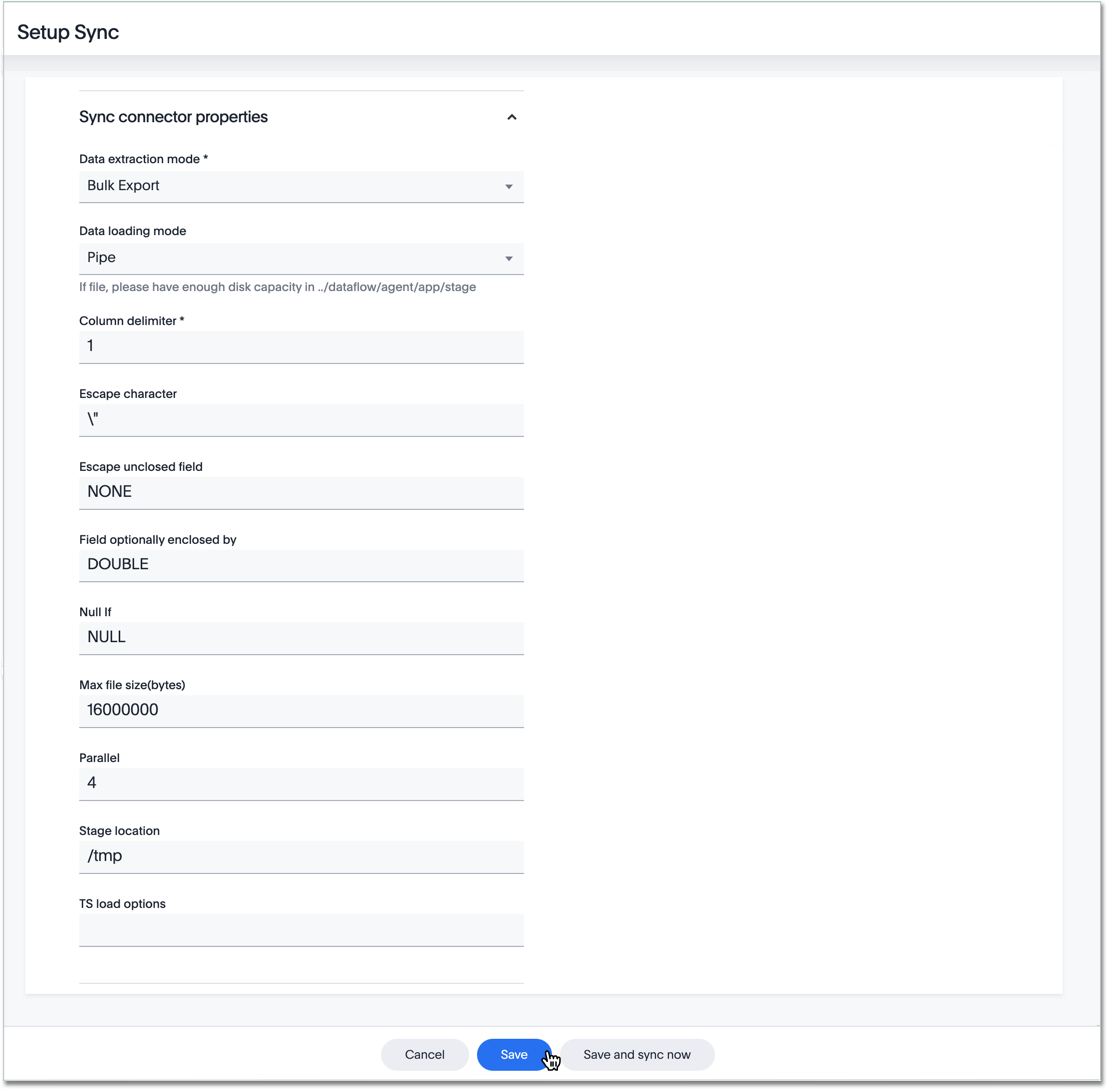 Setup Sync
Sync connector properties
Data extraction mode *
Bulk Export
Data loading mode
Pipe
If file, please have enough disk capacity in ../dataflow/agent/app/stage
Column delimiter *
1
Escape character
\"
Escape unclosed field
NONE
Field optionally enclosed by
DOUBLE
Null If
NULL
Max file size(bytes)
16000000
Parallel
4
Stage location
/tmp
TS load options
Cancel Save Save and sync now